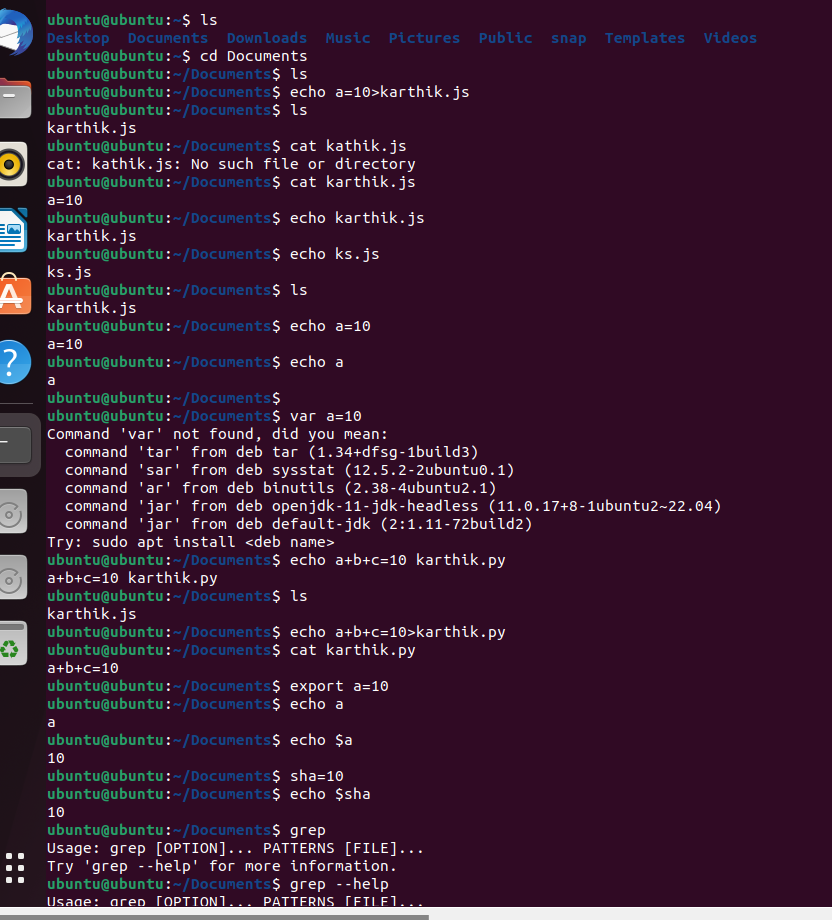 ubuntu@ubuntu:~$ ls
Desktop  Documents  Downloads  Music  Pictures  Public  snap  Templates  Videos
ubuntu@ubuntu:~$ cd Documents
ubuntu@ubuntu:~/Documents$ ls
ubuntu@ubuntu:~/Documents$ echo a=10>karthik.js
ubuntu@ubuntu:~/Documents$ ls
karthik.js
ubuntu@ubuntu:~/Documents$ cat kathik.js
cat: kathik.js: No such file or directory
ubuntu@ubuntu:~/Documents$ cat karthik.js
a=10
ubuntu@ubuntu:~/Documents$ echo karthik.js
karthik.js
ubuntu@ubuntu:~/Documents$ echo ks.js
ks.js
ubuntu@ubuntu:~/Documents$ ls
karthik.js
ubuntu@ubuntu:~/Documents$ echo a=10
a=10
ubuntu@ubuntu:~/Documents$ echo a
a
ubuntu@ubuntu:~/Documents$
ubuntu@ubuntu:~/Documents$ var a=10
Command 'var' not found, did you mean:
  command 'tar' from deb tar (1.34+dfsg-1build3)
  command 'sar' from deb sysstat (12.5.2-2ubuntu0.1)
  command 'ar' from deb binutils (2.38-4ubuntu2.1)
  command 'jar' from deb openjdk-11-jdk-headless (11.0.17+8-1ubuntu2~22.04)
  command 'jar' from deb default-jdk (2:1.11-72build2)
Try: sudo apt install <deb name>
ubuntu@ubuntu:~/Documents$ echo a+b+c=10 karthik.py
a+b+c=10 karthik.py
ubuntu@ubuntu:~/Documents$ ls
karthik.js
ubuntu@ubuntu:~/Documents$ echo a+b+c=10>karthik.py
ubuntu@ubuntu:~/Documents$ cat karthik.py
a+b+c=10
ubuntu@ubuntu:~/Documents$ export a=10
ubuntu@ubuntu:~/Documents$ echo a
a
ubuntu@ubuntu:~/Documents$ echo $a
10
ubuntu@ubuntu:~/Documents$ sha=10
ubuntu@ubuntu:~/Documents$ echo $sha
10
ubuntu@ubuntu:~/Documents$ grep
Usage: grep [OPTION]... PATTERNS [FILE]...
Try 'grep --help' for more information.
ubuntu@ubuntu:~/Documents$ grep --help
Usage: grep [OPTION]... PATTERNS [FILE]...